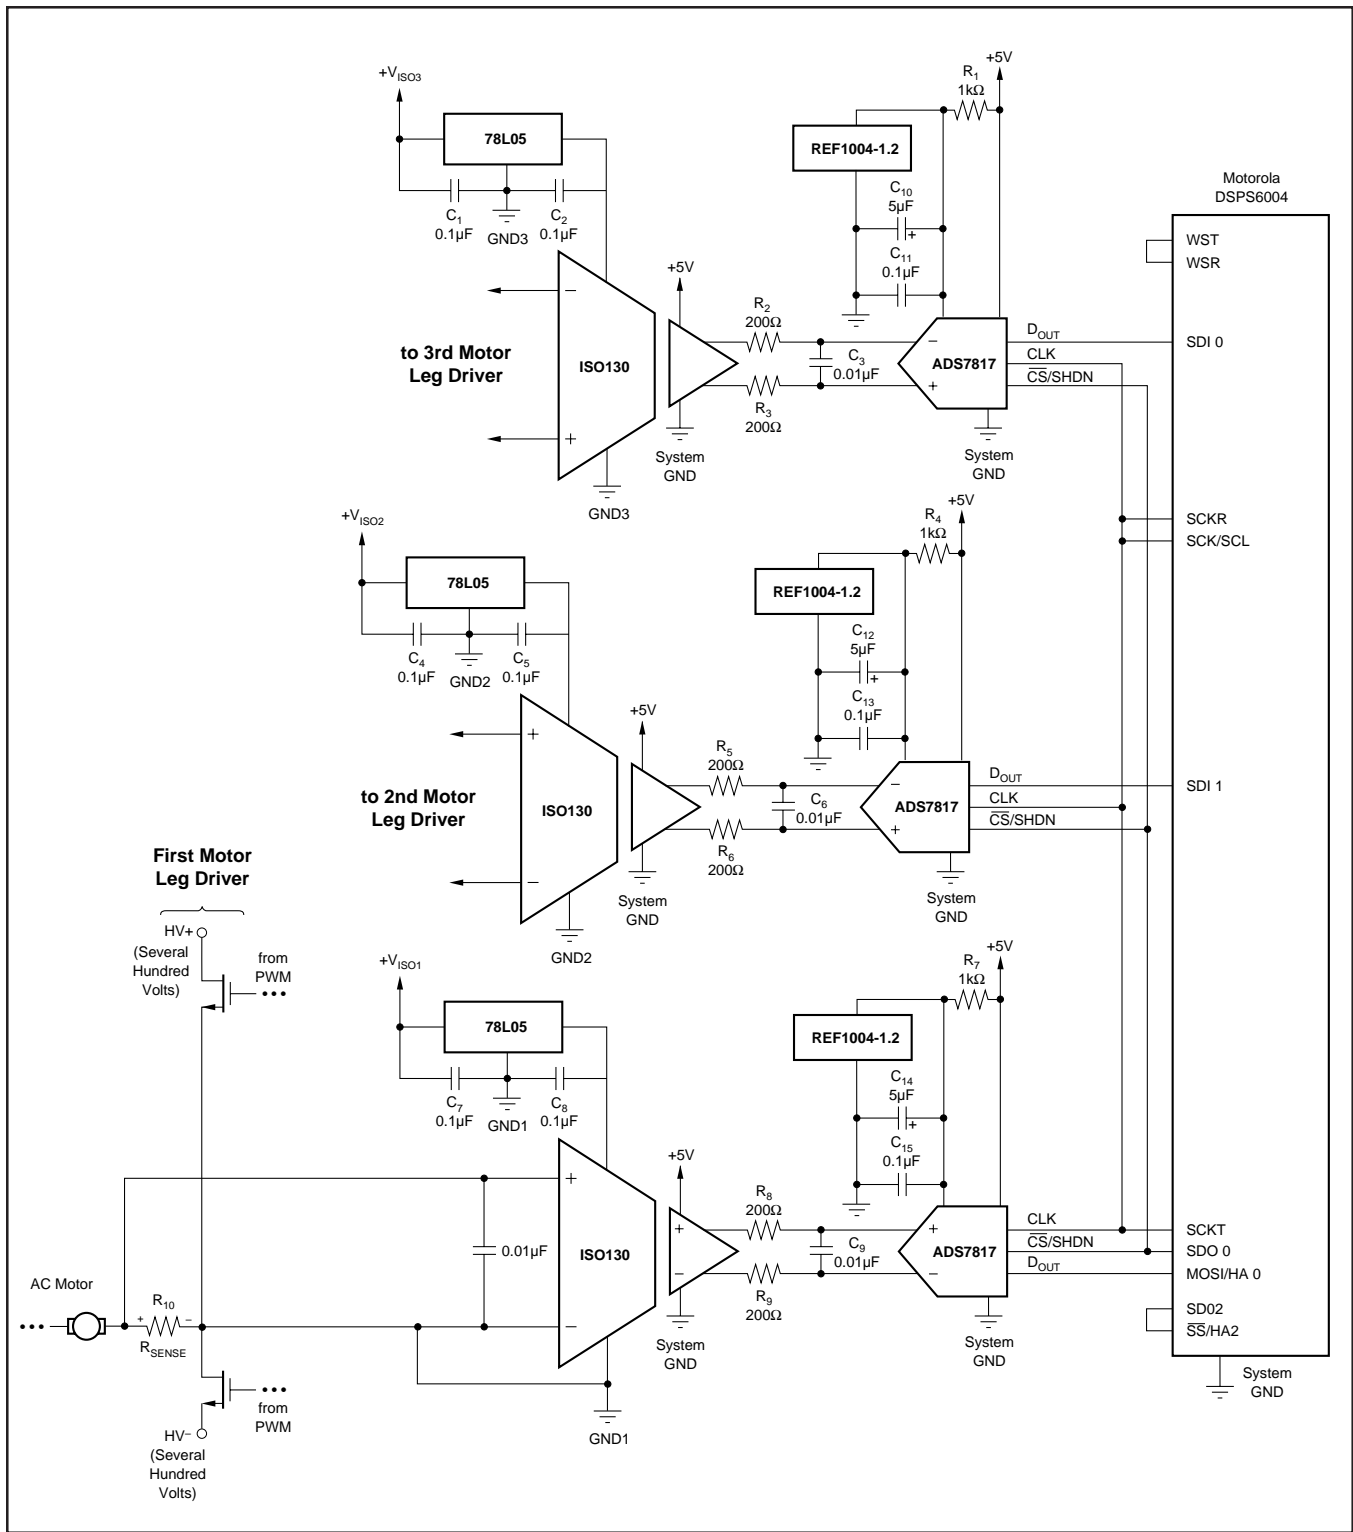 +VISO3
78L05
C1
0.1µF
GND3
C2
0.1µF
R1
1kΩ
+5V
REF1004-1.2
C10
5µF
+
C11
0.1µF
Motorola
DSPS6004
WST
WSR
–
to 3rd Motor
Leg Driver
+
ISO130
GND3
+5V
System
GND
R2
200Ω
R3
200Ω
C3
0.01µF
–
+
ADS7817
DOUT
CLK
CS/SHDN
System
GND
SDI 0
SCKR
SCK/SCL
+VISO2
78L05
C4
0.1µF
GND2
C5
0.1µF
R4
1kΩ
+5V
REF1004-1.2
C12
5µF
+
C13
0.1µF
+
to 2nd Motor
Leg Driver
–
ISO130
GND2
+5V
System
GND
R5
200Ω
R6
200Ω
C6
0.01µF
–
+
ADS7817
DOUT
CLK
CS/SHDN
System
GND
SDI 1
First Motor
Leg Driver
HV+
(Several
Hundred
Volts)
from
PWM
+VISO1
78L05
C7
0.1µF
GND1
C8
0.1µF
R7
1kΩ
+5V
REF1004-1.2
C14
5µF
+
C15
0.1µF
+
0.01µF
–
ISO130
GND1
+5V
+
–
System
GND
R8
200Ω
R9
200Ω
C9
0.01µF
+
–
ADS7817
CLK
CS/SHDN
DOUT
System
GND
SCKT
SDO 0
MOSI/HA 0
SD02
SS/HA2
System
GND
AC Motor
R10
+
–
RSENSE
from
PWM
HV–
(Several
Hundred
Volts)